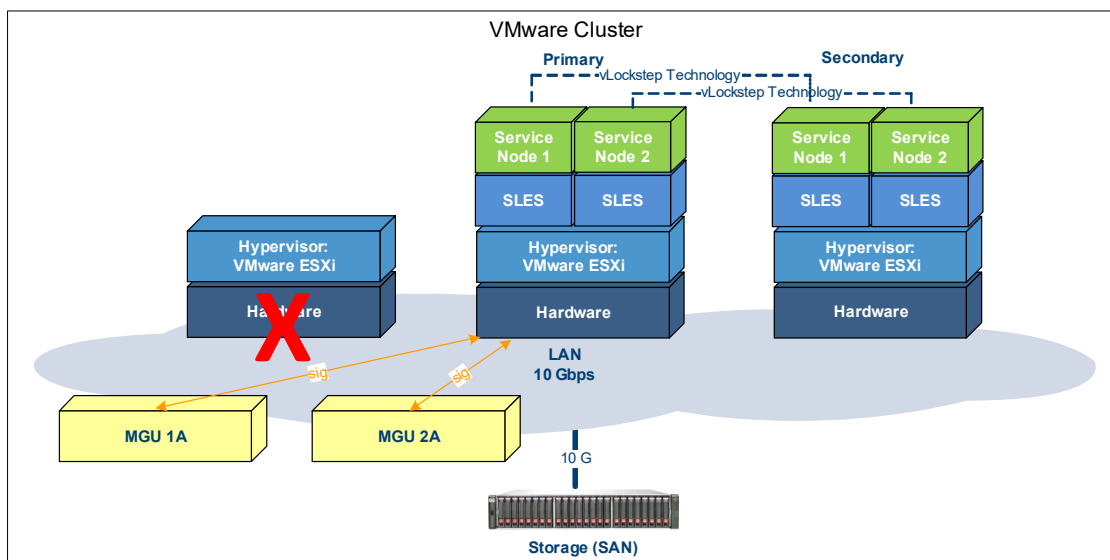 VMware Cluster
Primary
Secondary
vLockstep Technology
vLockstep Technology
Service
Node 1
Service
Node 2
Service
Node 1
Service
Node 2
SLES
SLES
SLES
SLES
Hypervisor:
VMware ESXi
Hypervisor:
VMware ESXi
Hypervisor:
VMware ESXi
Hardware
Hardware
Hardware
X
LAN
10 Gbps
sig
sig
MGU 1A
MGU 2A
10 G
Storage (SAN)